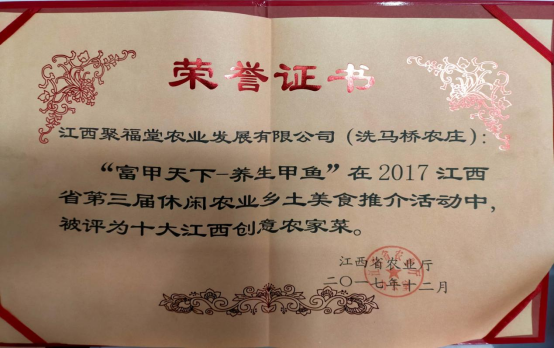 荣誉证书
江西聚福堂农业发展有限公司（洗马桥农庄）：
“富甲天下-养生甲鱼”在2017江西
省第三届休闲农业乡土美食推介活动中，
被评为十大江西创意农家菜。
江西省农业厅
二〇一七年十二月